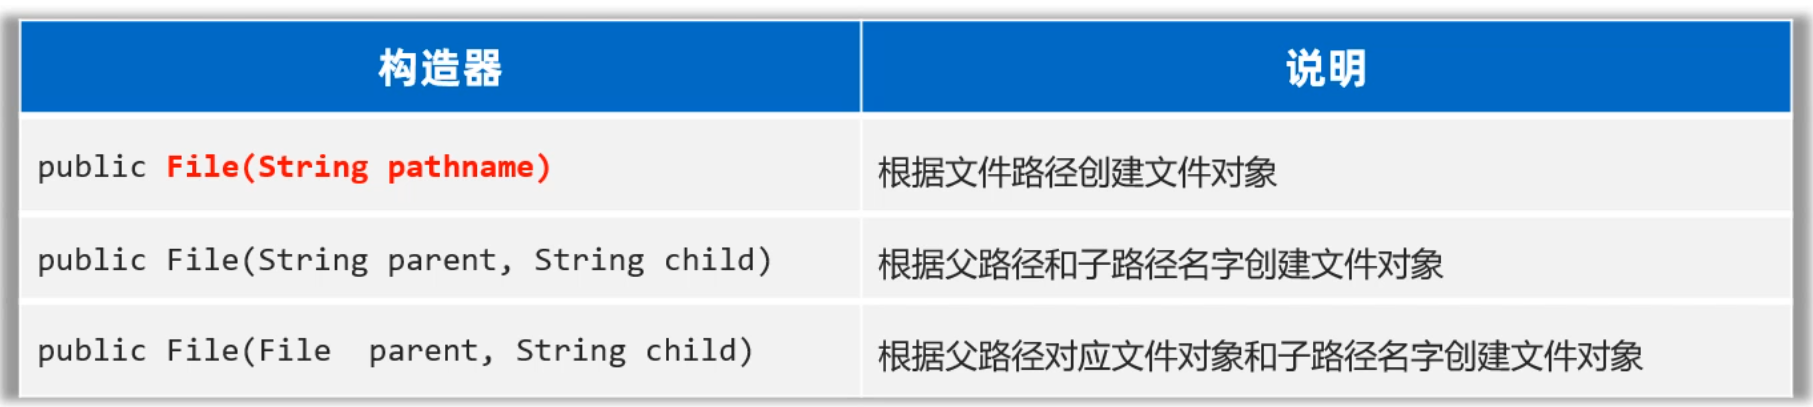 构造器
说明
public File(String pathname)
根据文件路径创建文件对象
public File(String parent, String child)
根据父路径和子路径名字创建文件对象
public File(File  parent, String child)
根据父路径对应文件对象和子路径名字创建文件对象